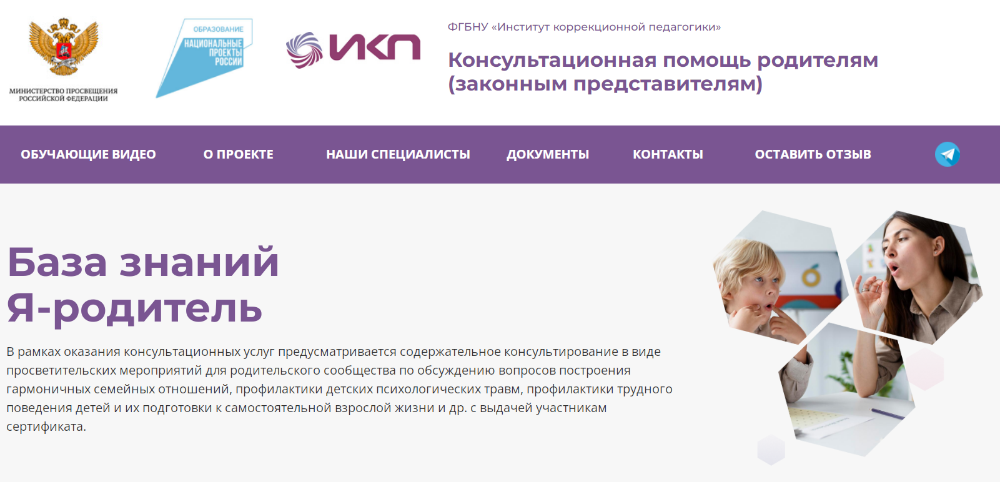 МИНИСТЕРСТВО ПРОСВЕЩЕНИЯ
РОССИЙСКОЙ ФЕДЕРАЦИИ
ОБРАЗОВАНИЕ
НАЦИОНАЛЬНЫЕ
ПРОЕКТЫ
РОССИИ
ИКП
ФГБНУ «Институт коррекционной педагогики»
Консультационная помощь родителям
(законным представителям)
ОБУЧАЮЩИЕ ВИДЕО О ПРОЕКТЕ НАШИ СПЕЦИАЛИСТЫ ДОКУМЕНТЫ КОНТАКТЫ ОСТАВИТЬ ОТЗЫВ
База знаний
Я-родитель
В рамках оказания консультационных услуг предусматривается содержательное консультирование в виде
просветительских мероприятий для родительского сообщества по обсуждению вопросов построения
гармоничных семейных отношений, профилактики детских психологических травм, профилактики трудного
поведения детей и их подготовки к самостоятельной взрослой жизни и др. с выдачей участникам
сертификата.